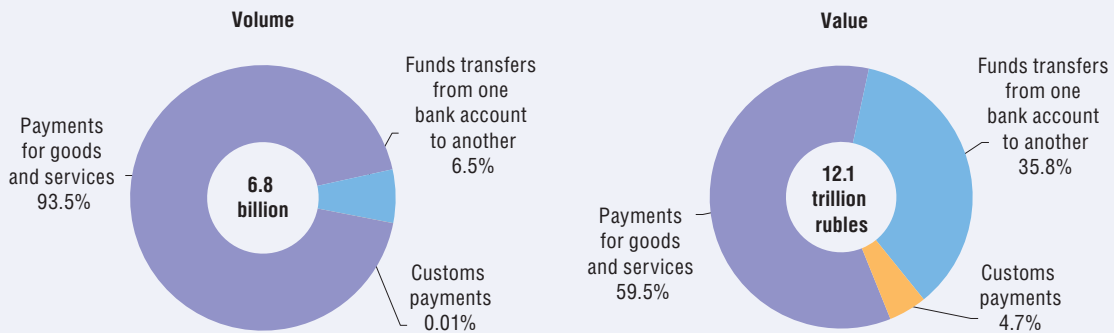 Volume
Payments
for goods
and services
93.5%
6.8
billion
Funds transfers
from one
bank account
to another
6.5%
Customs
payments
0.01%
Value
Payments
for goods
and services
59.5%
12.1
trillion
rubles
Funds transfers
from one
bank account
to another
35.8%
Customs
payments
4.7%